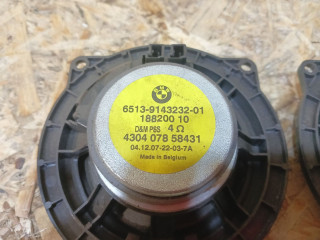 BMW
6513-9143232-01
188200 10
D&M PSS 4 Ω
4304 078 58431
04.12.07-22-03-7A
Made in Belgium